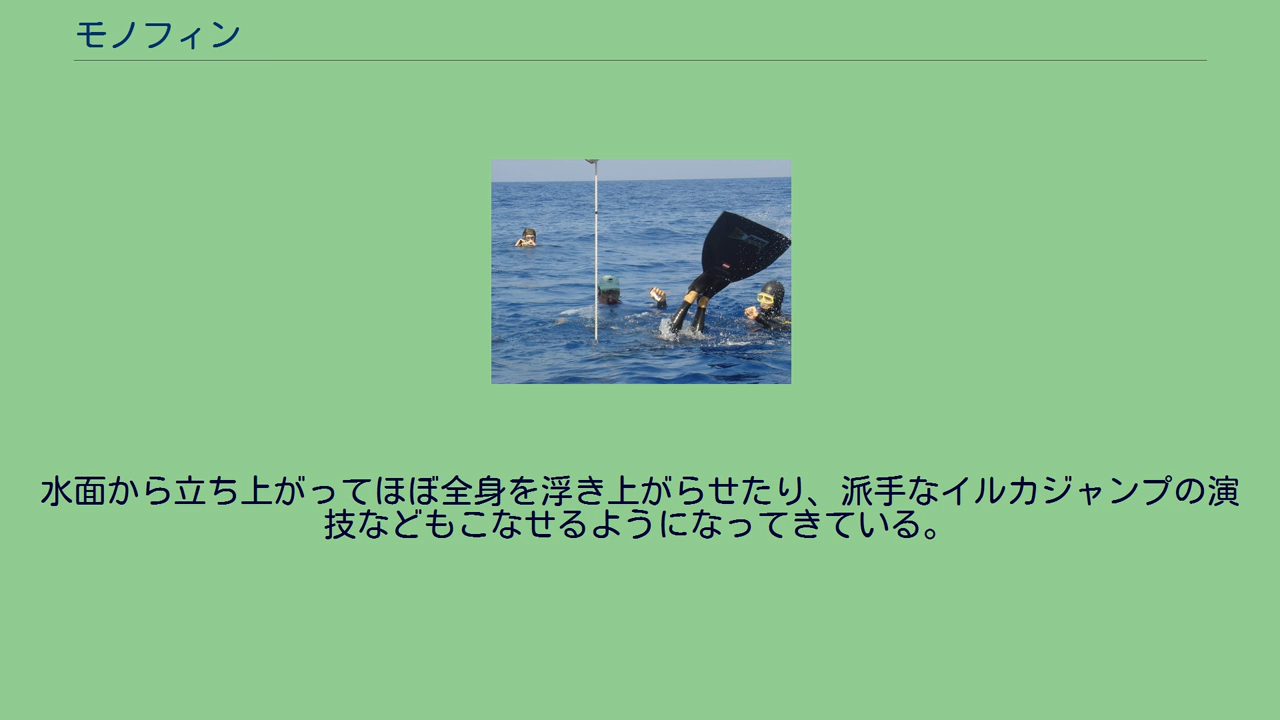 モノフィン
水面から立ち上がってほぼ全身を浮き上がらせたり、派手なイルカジャンプの演
技などもこなせるようになってきている。